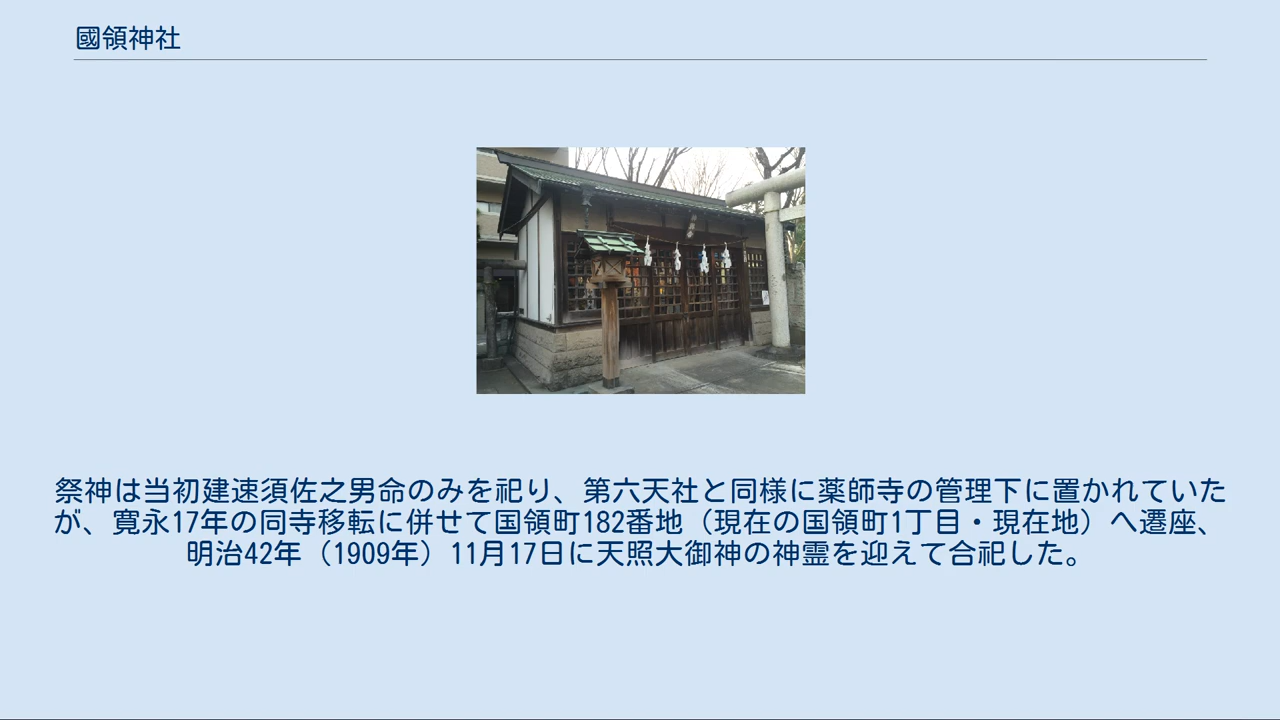 國領神社
祭神は当初建速須佐之男命のみを祀り、第六天社と同様に薬師寺の管理下に置かれていた
が、寛永17年の同寺移転に併せて国領町182番地（現在の国領町1丁目・現在地）へ遷座、
明治42年（1909年）11月17日に天照大御神の神霊を迎えて合祀した。